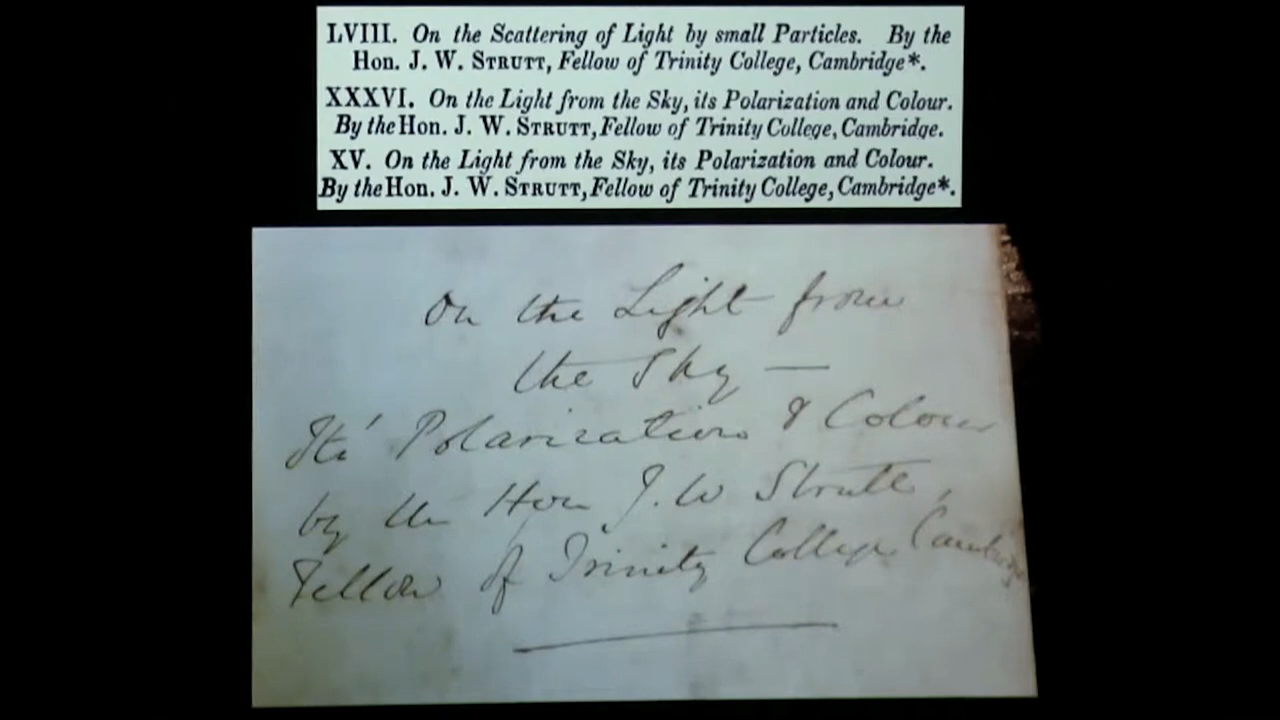 LVIII. On the Scattering of Light by small Particles. By the
Hon. J. W. STRUTT, Fellow of Trinity College, Cambridge*.
XXXVI. On the Light from the Sky, its Polarization and Colour.
By the Hon. J. W. STRUTT, Fellow of Trinity College, Cambridge.
XV. On the Light from the Sky, its Polarization and Colour.
By the Hon. J. W. STRUTT, Fellow of Trinity College, Cambridge*.
On the Light from
the Sky —
Its' Polarization & Colour
by the Hon J. W Strutt,
Fellow of Trinity College Cambridge